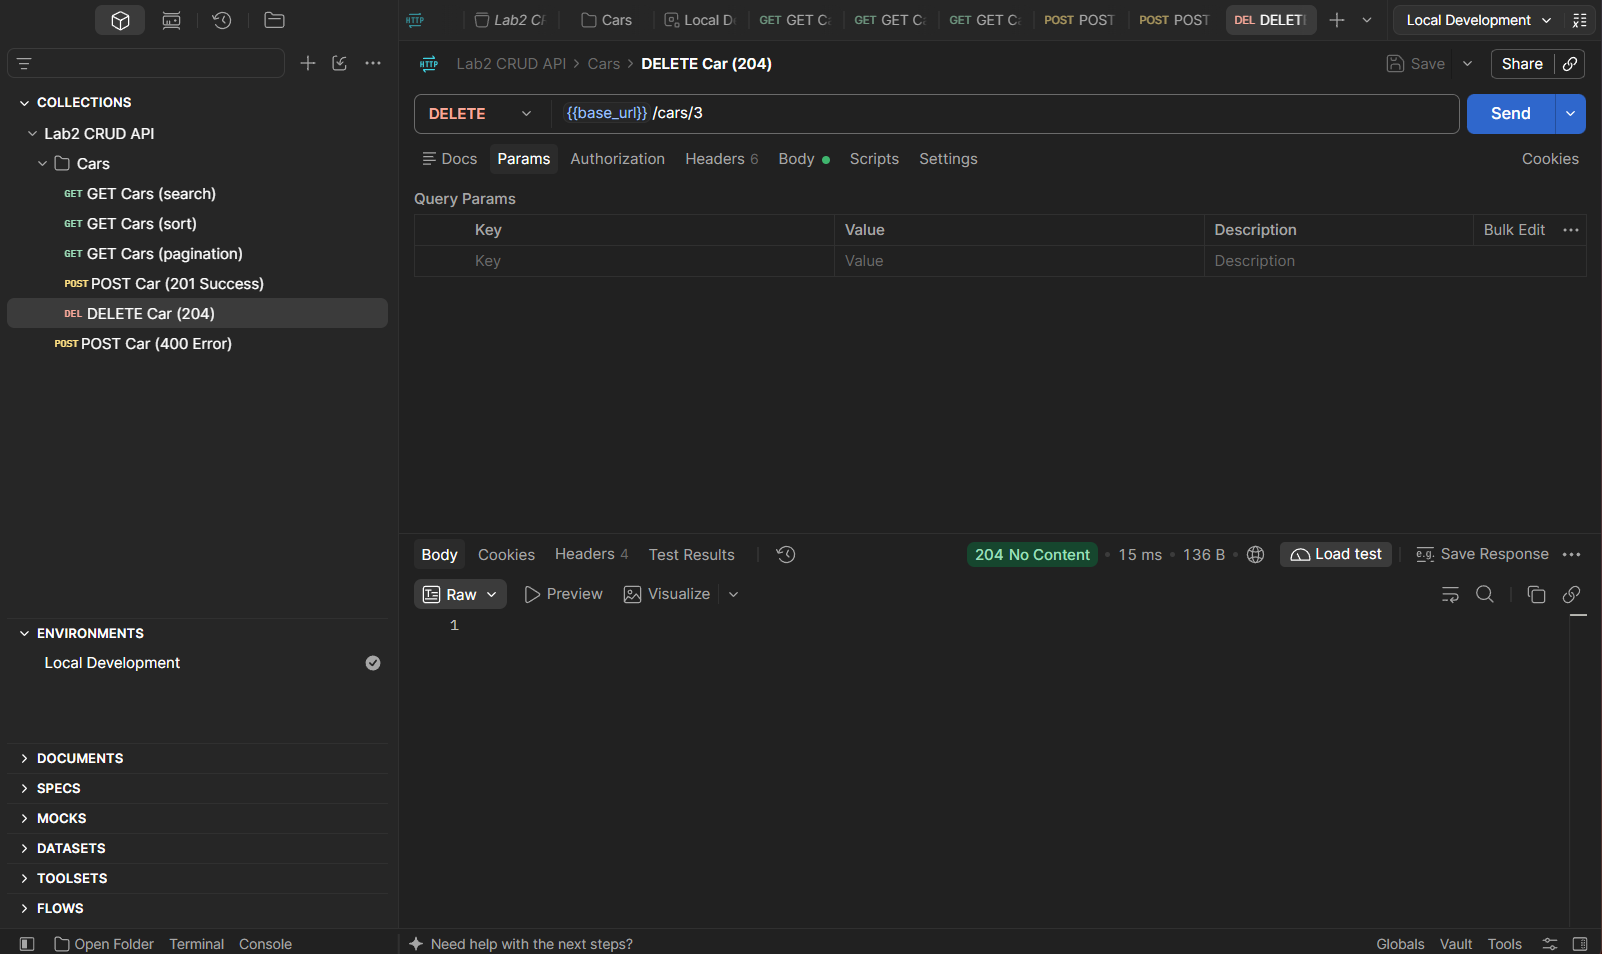 HTTP Lab2 CF Cars Local D GET GET C GET GET C GET GET C POST POST POST POST DEL DELET Local Development
HTTP Lab2 CRUD API > Cars > DELETE Car (204) Save Share
COLLECTIONS
Lab2 CRUD API
Cars
GET GET Cars (search)
GET GET Cars (sort)
GET GET Cars (pagination)
POST POST Car (201 Success)
DEL DELETE Car (204)
POST POST Car (400 Error)
ENVIRONMENTS
Local Development
DOCUMENTS
SPECS
MOCKS
DATASETS
TOOLSETS
FLOWS
DELETE {{base_url}} /cars/3 Send
Docs Params Authorization Headers 6 Body Scripts Settings Cookies
Query Params
Key Value Description Bulk Edit
Key Value Description
Body Cookies Headers 4 Test Results 204 No Content 15 ms 136 B Load test e.g. Save Response
Raw Preview Visualize
1
Open Folder Terminal Console Need help with the next steps? Globals Vault Tools